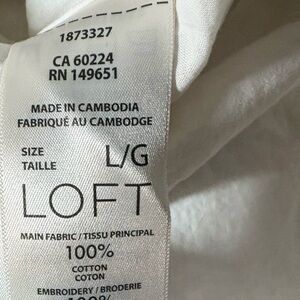 1873327
CA 60224
RN 149651
MADE IN CAMBODIA
FABRIQUÉ AU CAMBODGE
SIZE L/G
TAILLE
LOFT
MAIN FABRIC / TISSU PRINCIPAL
100%
COTTON
COTON
EMBROIDERY / BRODERIE
100%